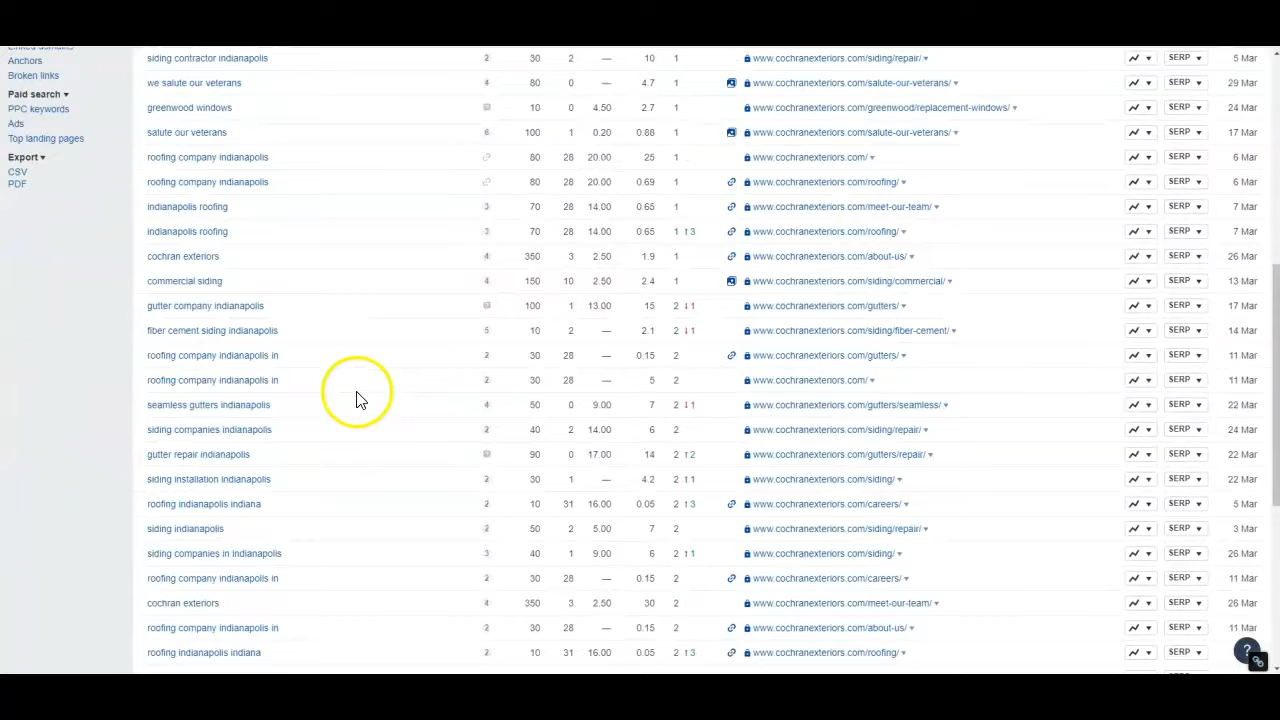 Linked domains
Anchors
Broken links
Paid search
PPC keywords
Ads
Top landing pages
Export
CSV
PDF
siding contractor indianapolis 2 30 2 — 10 1 www.cochranexteriors.com/siding/repair/ SERP 5 Mar
we salute our veterans 4 80 0 — 4.7 1 www.cochranexteriors.com/salute-our-veterans/ SERP 29 Mar
greenwood windows 10 0 4.50 2.7 1 www.cochranexteriors.com/greenwood/replacement-windows/ SERP 24 Mar
salute our veterans 6 100 1 0.20 0.88 1 www.cochranexteriors.com/salute-our-veterans/ SERP 17 Mar
roofing company indianapolis 80 28 20.00 25 1 www.cochranexteriors.com/ SERP 6 Mar
roofing company indianapolis 80 28 20.00 0.69 1 www.cochranexteriors.com/roofing/ SERP 6 Mar
indianapolis roofing 3 70 28 14.00 0.65 1 www.cochranexteriors.com/meet-our-team/ SERP 7 Mar
indianapolis roofing 3 70 28 14.00 0.65 1 ↑3 www.cochranexteriors.com/roofing/ SERP 7 Mar
cochran exteriors 4 350 3 2.50 1.9 1 www.cochranexteriors.com/about-us/ SERP 26 Mar
commercial siding 4 150 10 2.50 2.4 1 www.cochranexteriors.com/siding/commercial/ SERP 13 Mar
gutter company indianapolis 100 1 13.00 15 2 ↓1 www.cochranexteriors.com/gutters/ SERP 17 Mar
fiber cement siding indianapolis 5 10 2 — 2.1 2 ↓1 www.cochranexteriors.com/siding/fiber-cement/ SERP 14 Mar
roofing company indianapolis in 2 30 28 — 0.15 2 www.cochranexteriors.com/gutters/ SERP 11 Mar
roofing company indianapolis in 2 30 28 — 5 2 www.cochranexteriors.com/ SERP 11 Mar
seamless gutters indianapolis 4 50 0 9.00 7 2 ↓1 www.cochranexteriors.com/gutters/seamless/ SERP 22 Mar
siding companies indianapolis 2 40 2 14.00 6 2 www.cochranexteriors.com/siding/repair/ SERP 24 Mar
gutter repair indianapolis 90 0 17.00 14 2 ↑2 www.cochranexteriors.com/gutters/repair/ SERP 22 Mar
siding installation indianapolis 2 30 1 — 4.2 2 ↑1 www.cochranexteriors.com/siding/ SERP 22 Mar
roofing indianapolis indiana 2 10 31 16.00 0.05 2 ↑3 www.cochranexteriors.com/careers/ SERP 5 Mar
siding indianapolis 2 50 2 5.00 7 2 www.cochranexteriors.com/siding/repair/ SERP 3 Mar
siding companies in indianapolis 3 40 1 9.00 6 2 ↑1 www.cochranexteriors.com/siding/ SERP 26 Mar
roofing company indianapolis in 2 30 28 — 0.15 2 www.cochranexteriors.com/careers/ SERP 11 Mar
cochran exteriors 4 350 3 2.50 30 2 www.cochranexteriors.com/meet-our-team/ SERP 26 Mar
roofing company indianapolis in 2 30 28 — 0.15 2 www.cochranexteriors.com/about-us/ SERP 11 Mar
roofing indianapolis indiana 2 10 31 16.00 0.05 2 ↑3 www.cochranexteriors.com/roofing/ SERP 5 Mar
?